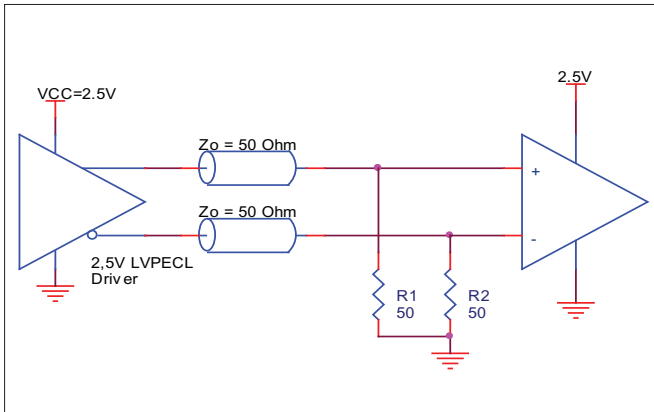 VCC=2.5V
2.5V
Zo = 50 Ohm
+
Zo = 50 Ohm
-
2,5V LVPECL
Driver
R1
50
R2
50